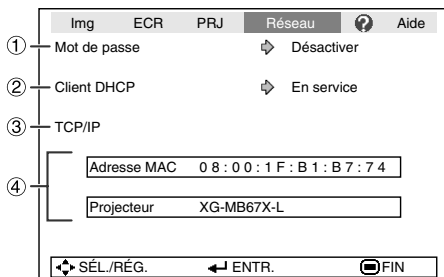 Img ECR PRJ Réseau ? Aide
① Mot de passe Désactiver
② Client DHCP En service
③ TCP/IP
④
Adresse MAC 08:00:1F:B1:B7:74
Projecteur XG-MB67X-L
SÉL./RÉG. ENTR. FIN